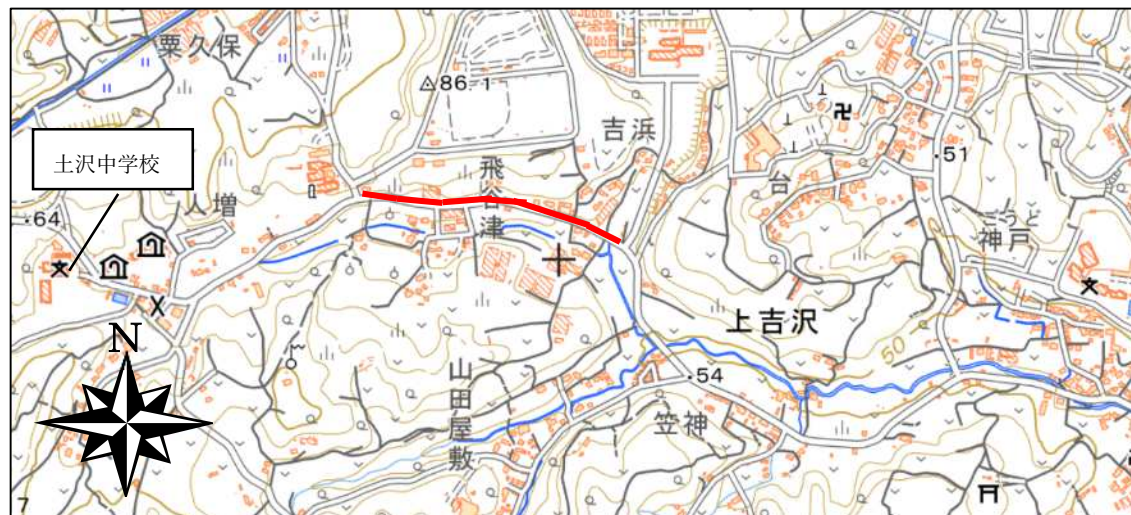 粟久保
86.1
吉浜
土沢中学校
飛谷津
台
51
人増
64
ごうど
神戸
上吉沢
50
N
山田屋敷
54
笠神
7